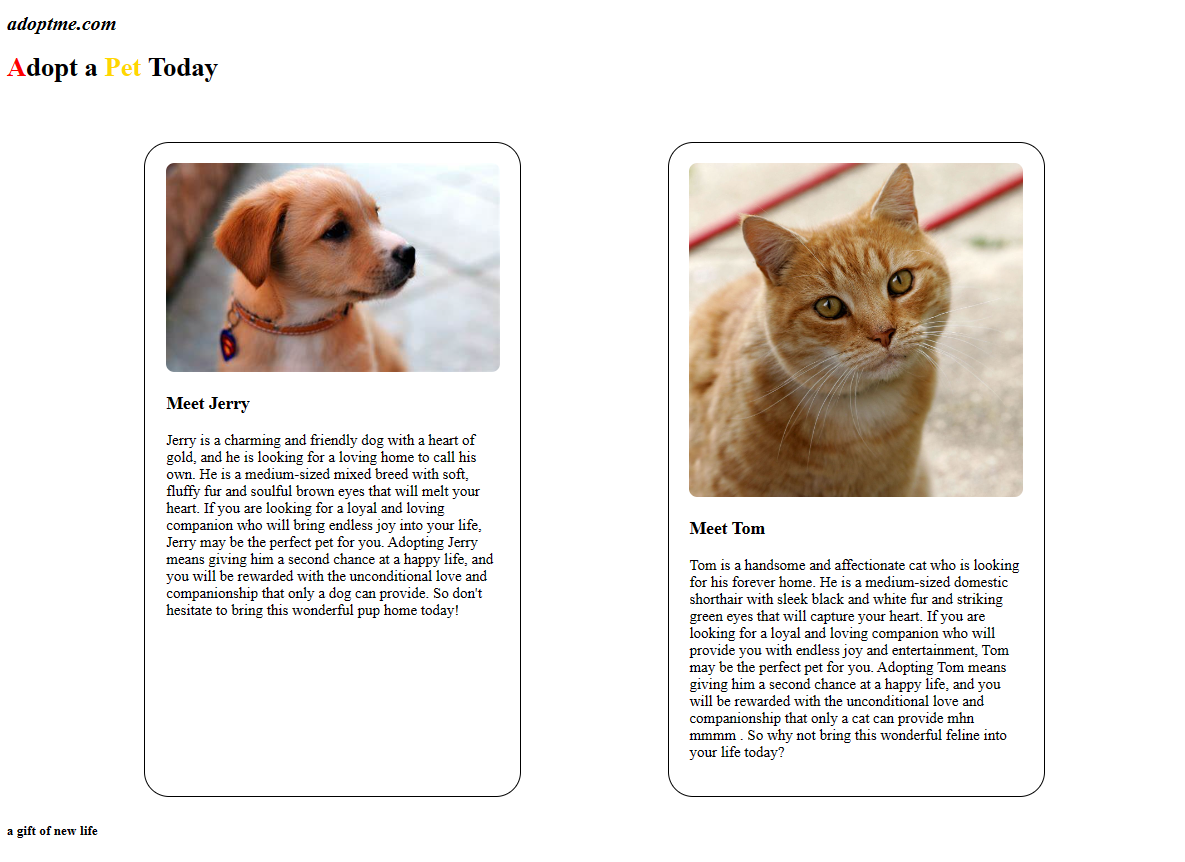 adoptme.com
Adopt a Pet Today
Meet Jerry
Jerry is a charming and friendly dog with a heart of
gold, and he is looking for a loving home to call his
own. He is a medium-sized mixed breed with soft,
fluffy fur and soulful brown eyes that will melt your
heart. If you are looking for a loyal and loving
companion who will bring endless joy into your life,
Jerry may be the perfect pet for you. Adopting Jerry
means giving him a second chance at a happy life, and
you will be rewarded with the unconditional love and
companionship that only a dog can provide. So don't
hesitate to bring this wonderful pup home today!
Meet Tom
Tom is a handsome and affectionate cat who is looking
for his forever home. He is a medium-sized domestic
shorthair with sleek black and white fur and striking
green eyes that will capture your heart. If you are
looking for a loyal and loving companion who will
provide you with endless joy and entertainment, Tom
may be the perfect pet for you. Adopting Tom means
giving him a second chance at a happy life, and you
will be rewarded with the unconditional love and
companionship that only a cat can provide mhn
mmmm . So why not bring this wonderful feline into
your life today?
a gift of new life